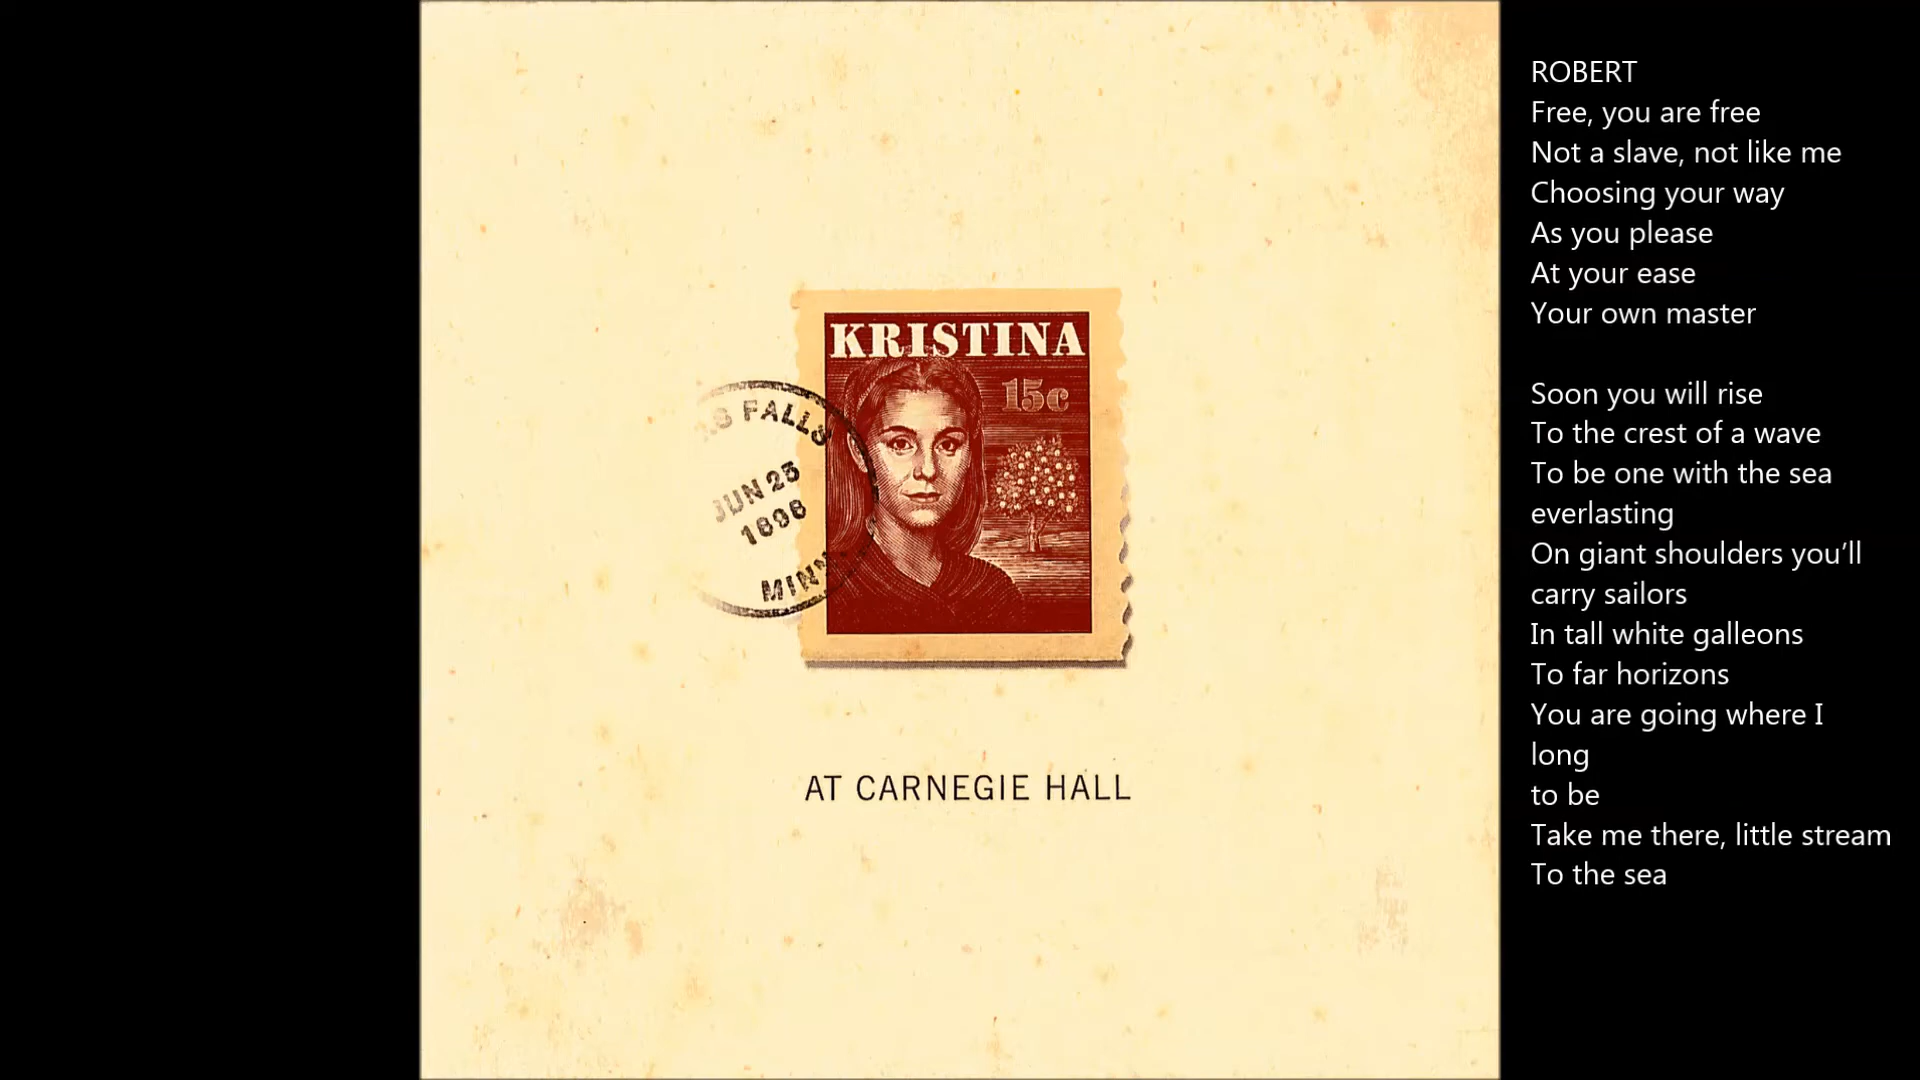 KRISTINA
15c
FALLS
JUN 23
1898
MINN
AT CARNEGIE HALL
ROBERT
Free, you are free
Not a slave, not like me
Choosing your way
As you please
At your ease
Your own master
Soon you will rise
To the crest of a wave
To be one with the sea
everlasting
On giant shoulders you’ll
carry sailors
In tall white galleons
To far horizons
You are going where I
long
to be
Take me there, little stream
To the sea